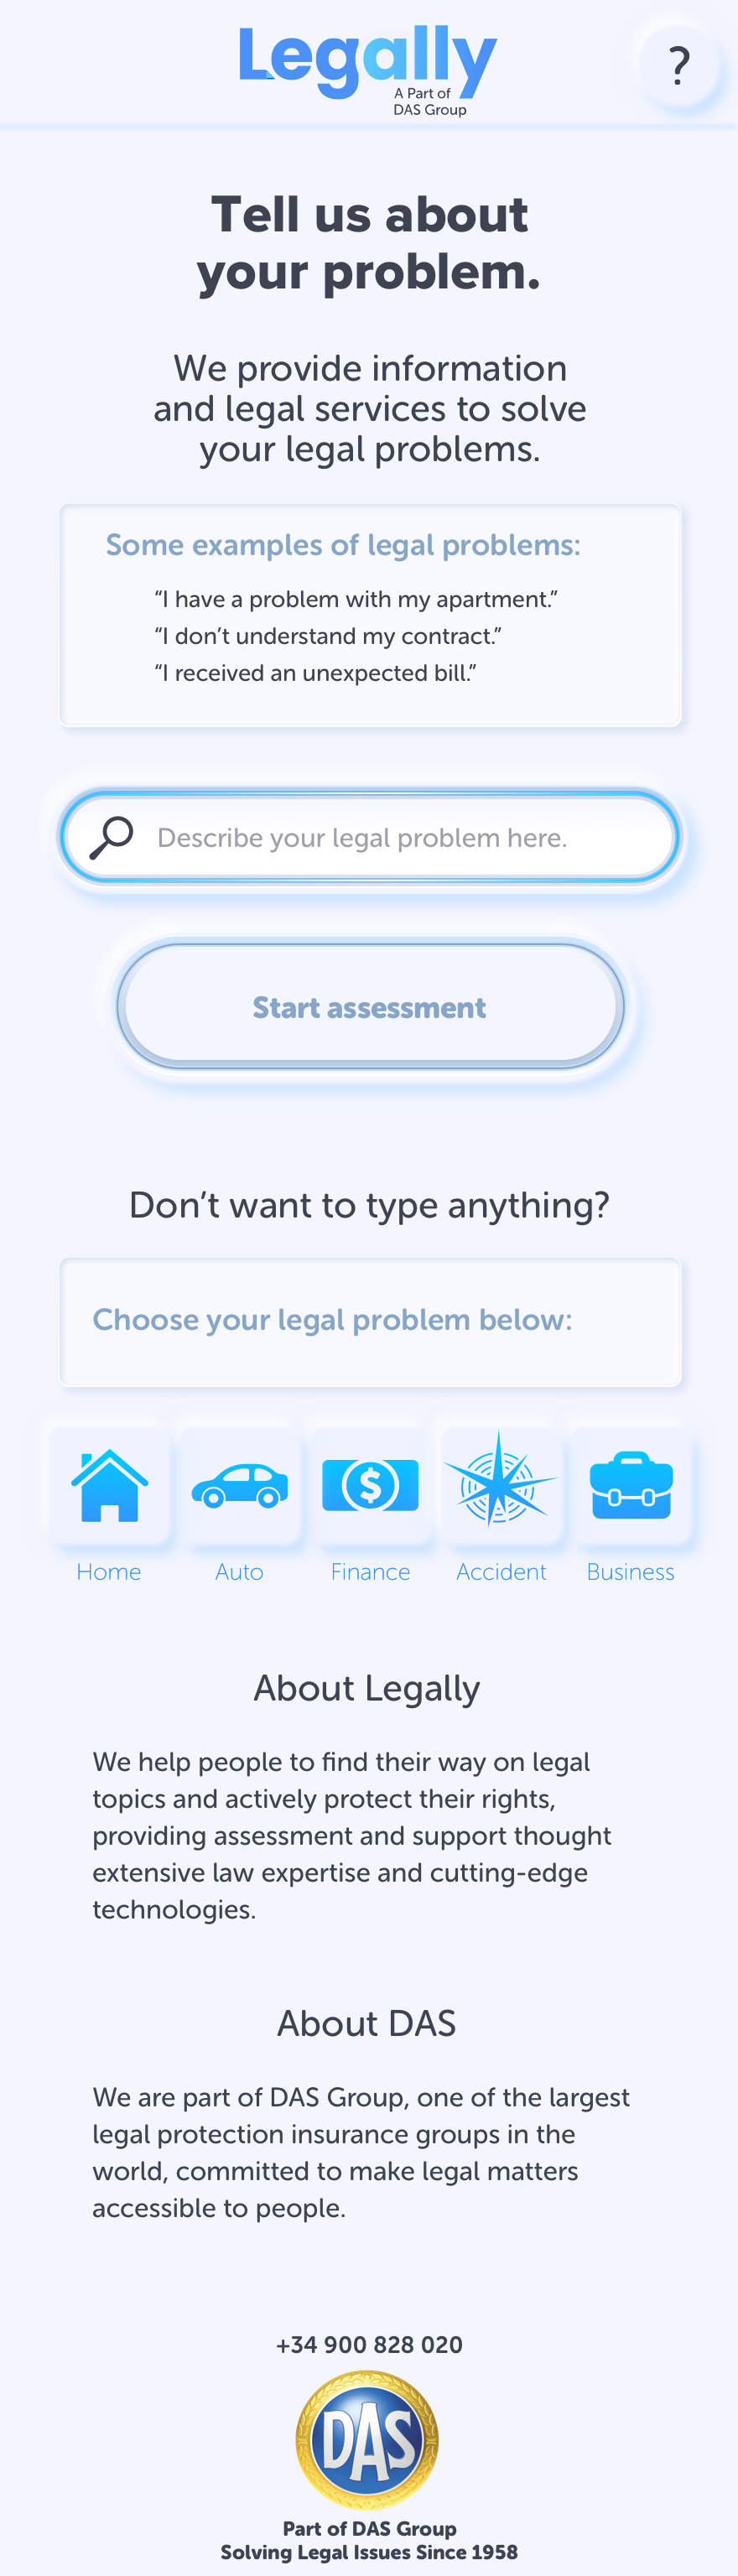 Legally
?
A Part of
DAS Group
Tell us about
your problem.
We provide information
and legal services to solve
your legal problems.
Some examples of legal problems:
“I have a problem with my apartment.”
“I don’t understand my contract.”
“I received an unexpected bill.”
Describe your legal problem here.
Start assessment
Don’t want to type anything?
Choose your legal problem below:
$
Home Auto Finance Accident Business
About Legally
We help people to find their way on legal
topics and actively protect their rights,
providing assessment and support thought
extensive law expertise and cutting-edge
technologies.
About DAS
We are part of DAS Group, one of the largest
legal protection insurance groups in the
world, committed to make legal matters
accessible to people.
+34 900 828 020
DAS
Part of DAS Group
Solving Legal Issues Since 1958